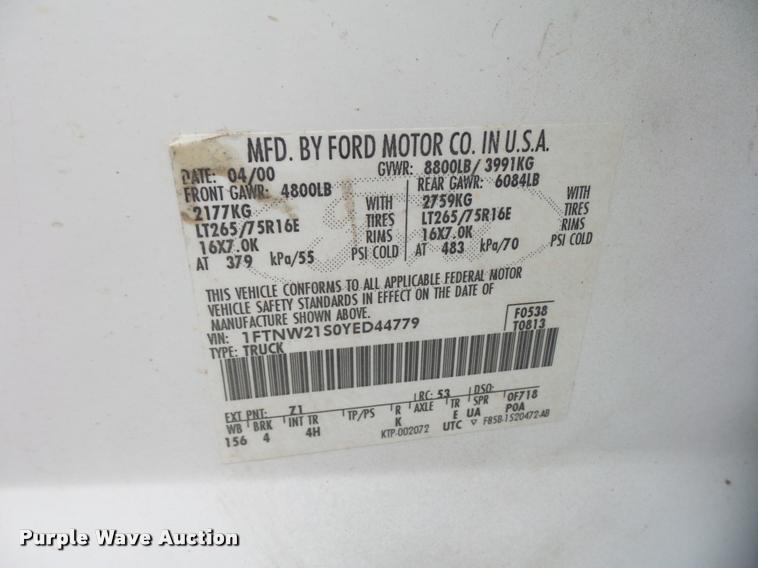 MFD. BY FORD MOTOR CO. IN U.S.A.
DATE: 04/00 GVWR: 8800LB/ 3991KG
FRONT GAWR: 4800LB REAR GAWR: 6084LB
2177KG WITH 2759KG WITH
LT265/75R16E TIRES LT265/75R16E TIRES
16X7.0K RIMS 16X7.0K RIMS
AT 379 kPa/55 PSI COLD AT 483 kPa/70 PSI COLD
THIS VEHICLE CONFORMS TO ALL APPLICABLE FEDERAL MOTOR
VEHICLE SAFETY STANDARDS IN EFFECT ON THE DATE OF
MANUFACTURE SHOWN ABOVE.
VIN: 1FTNW21S0YED44779
TYPE: TRUCK
F0538
T0813
EXT PNT: Z1 RC: 53 DSO:
WB BRK INT TR TP/PS R AXLE TR SPR 0F718
156 4 4H K E UA P0A
KTP-002072 UTC ▽ F85B-1520472-AB
Purple Wave Auction